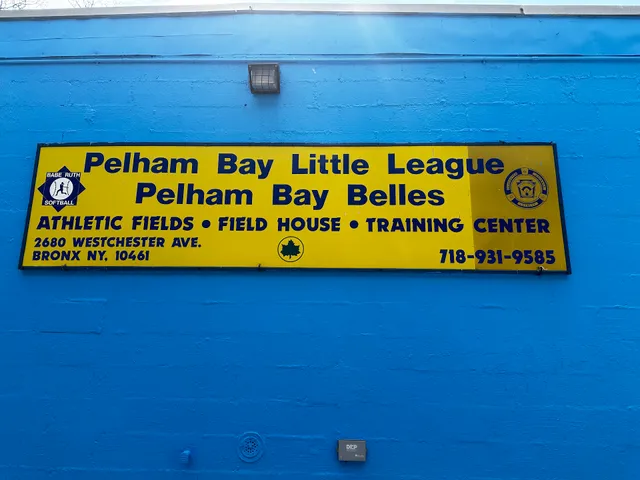 Pelham Bay Little League
Pelham Bay Belles
BABE RUTH
SOFTBALL
ATHLETIC FIELDS • FIELD HOUSE • TRAINING CENTER
2680 WESTCHESTER AVE.
BRONX NY. 10461
718-931-9585
DEP